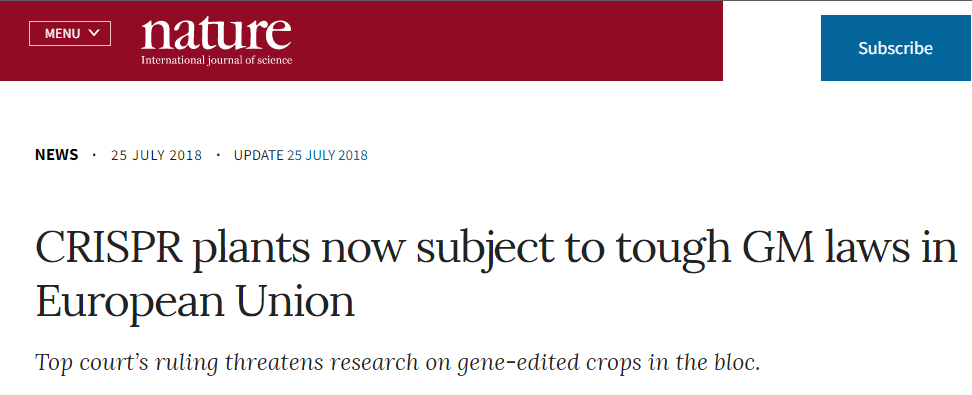 MENU
nature
International journal of science
Subscribe
NEWS · 25 JULY 2018 · UPDATE 25 JULY 2018
CRISPR plants now subject to tough GM laws in
European Union
Top court’s ruling threatens research on gene-edited crops in the bloc.